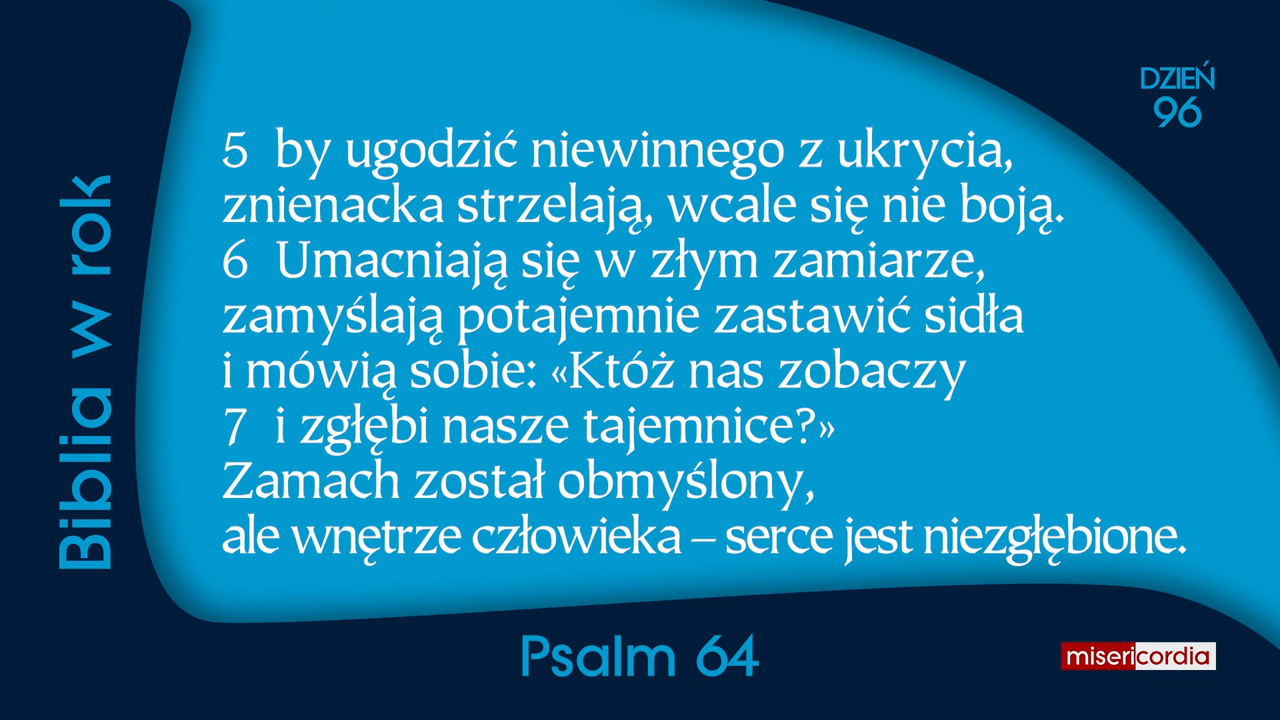 DZIEŃ
96
Biblia w rok
5 by ugodzić niewinnego z ukrycia,
znienacka strzelają, wcale się nie boją.
6 Umacniają się w złym zamiarze,
zamyślają potajemnie zastawić sidła
i mówią sobie: «Któż nas zobaczy
7 i zgłębi nasze tajemnice?»
Zamach został obmyślony,
ale wnętrze człowieka – serce jest niezgłębione.
Psalm 64
misericordia